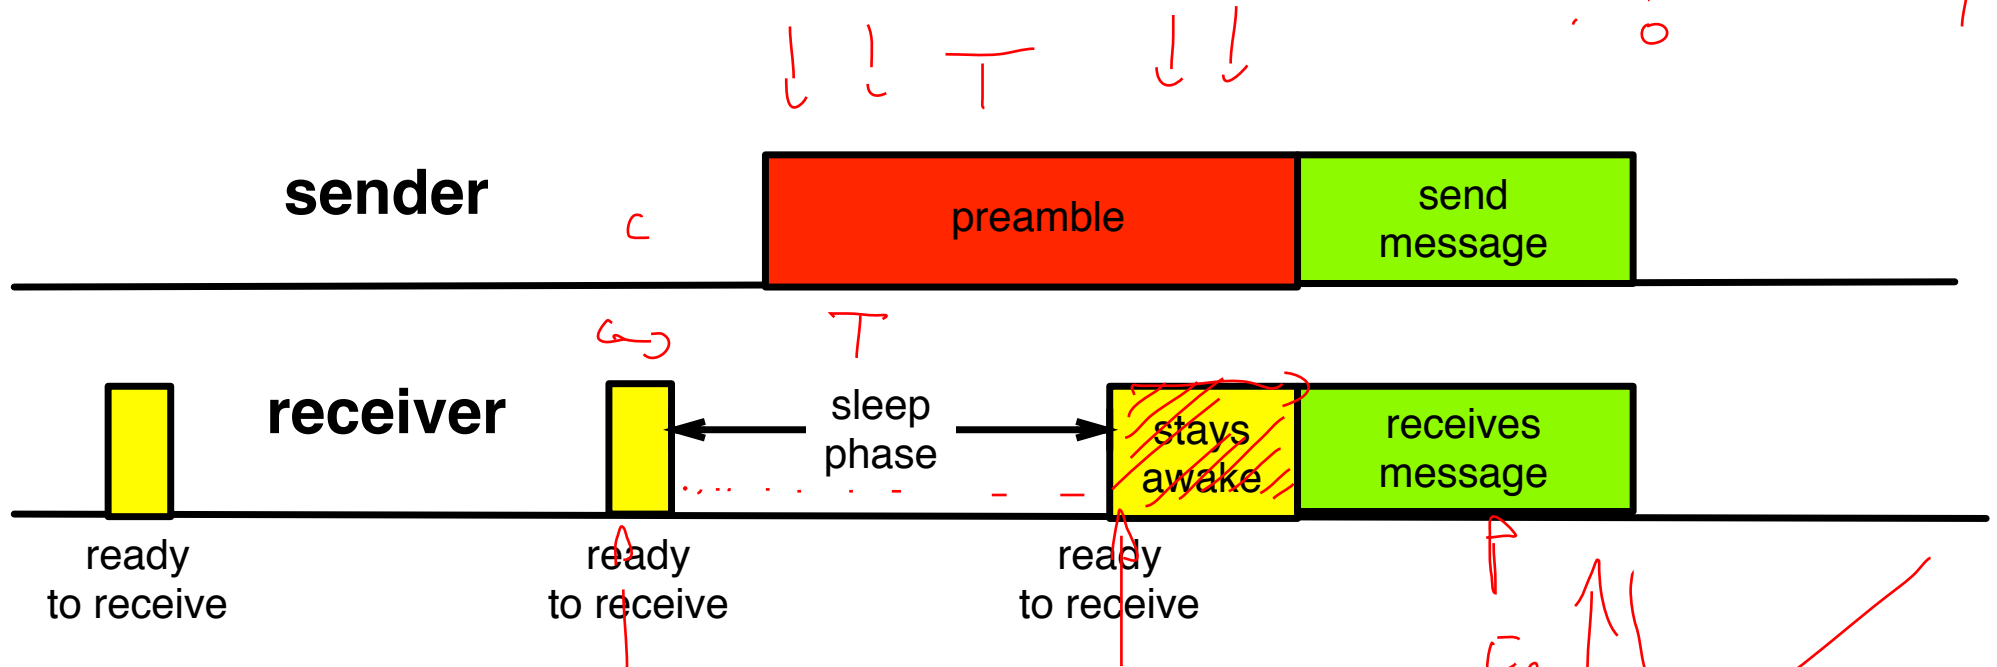 T
sender
preamble
send
message
c
T
receiver
sleep
phase
stays
awake
receives
message
ready
to receive
ready
to receive
ready
to receive